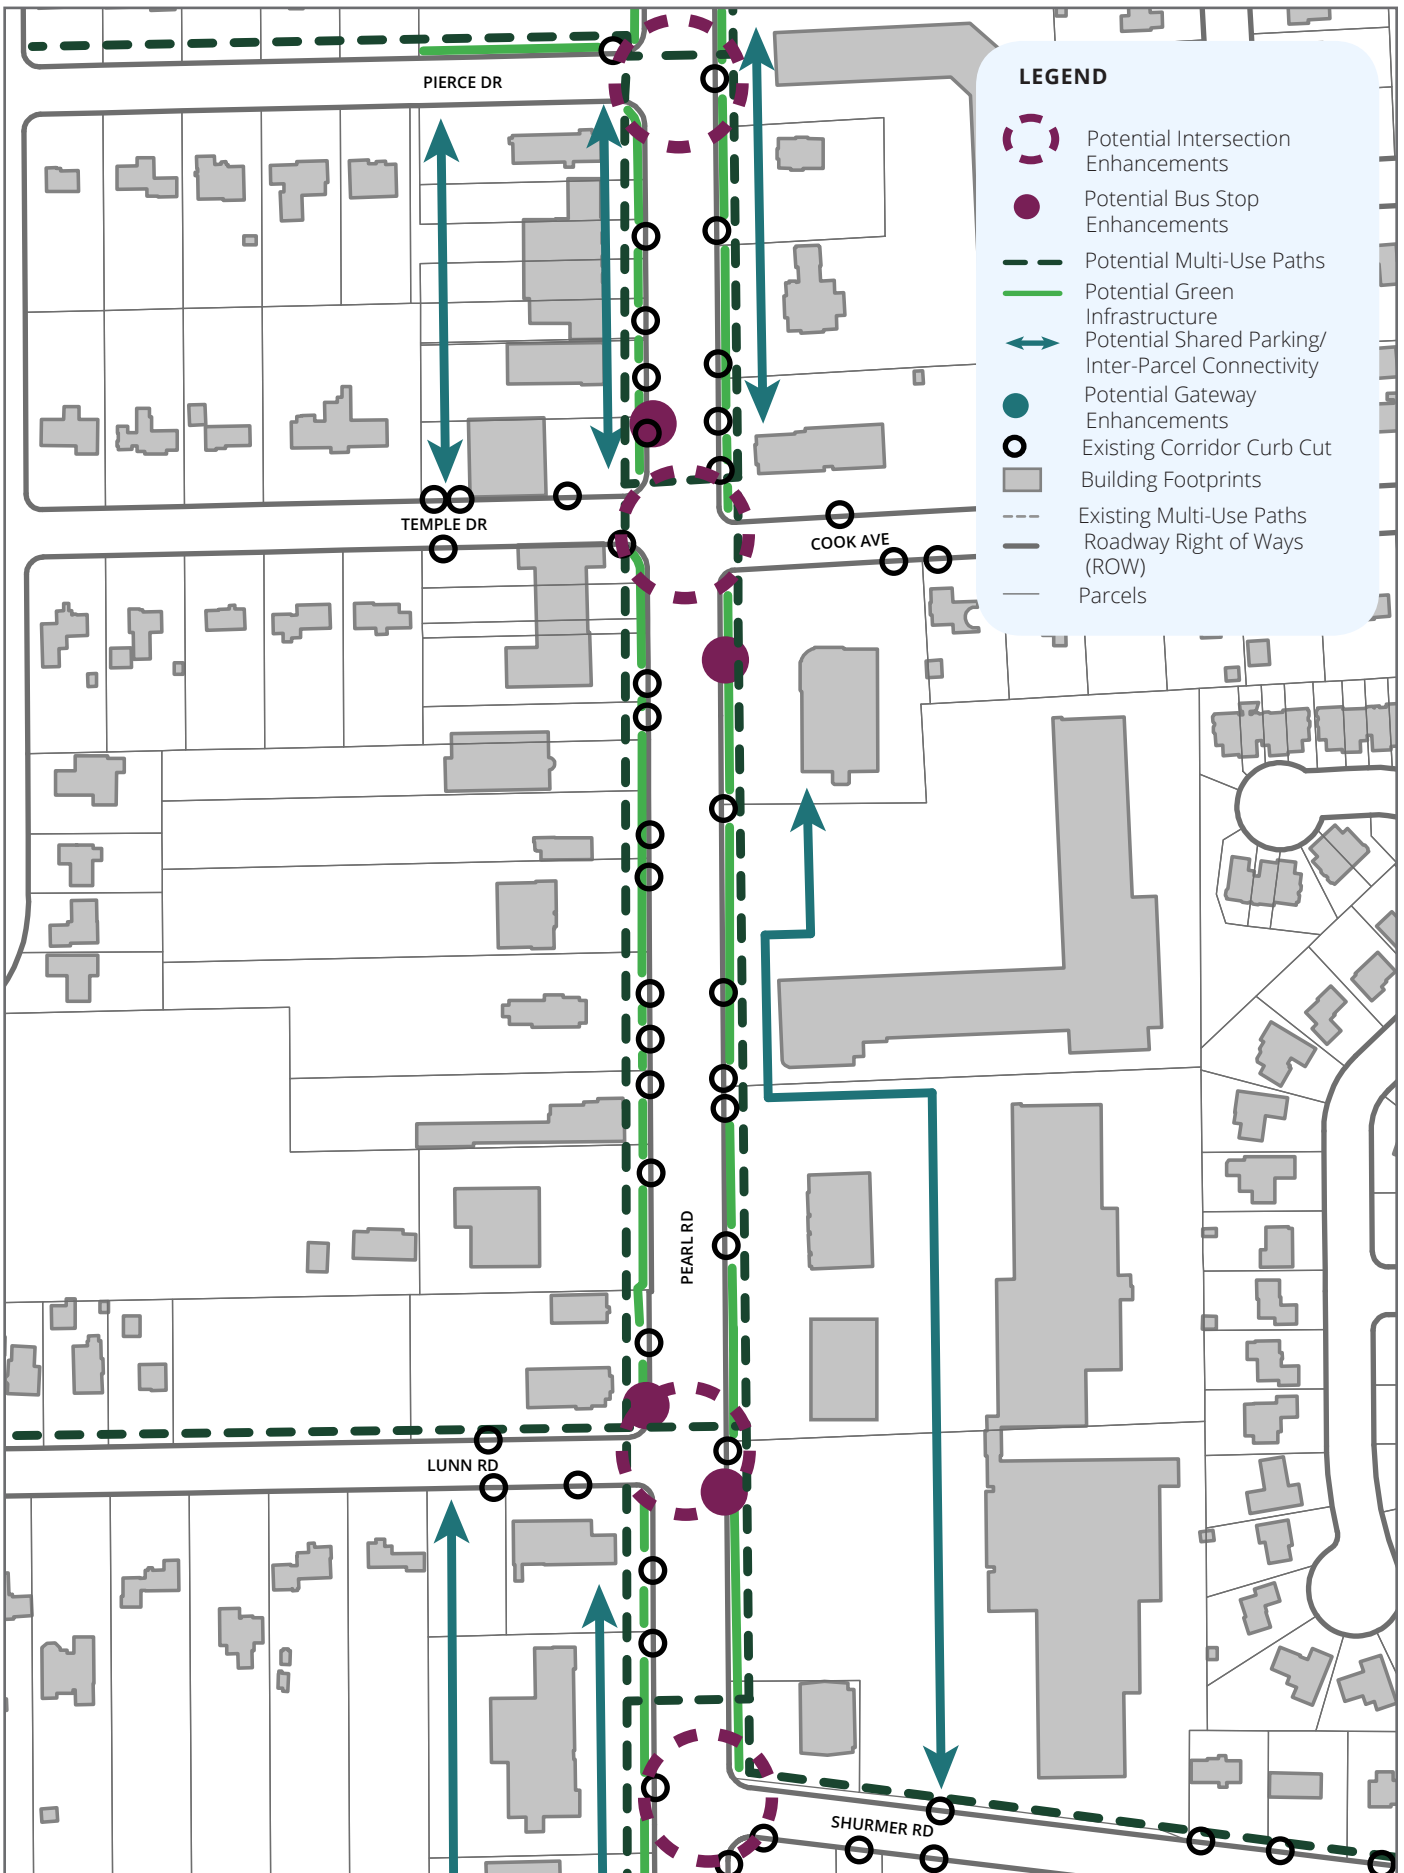 PIERCE DR
LEGEND
Potential Intersection
Enhancements
Potential Bus Stop
Enhancements
Potential Multi-Use Paths
Potential Green
Infrastructure
Potential Shared Parking/
Inter-Parcel Connectivity
Potential Gateway
Enhancements
Existing Corridor Curb Cut
Building Footprints
Existing Multi-Use Paths
Roadway Right of Ways
(ROW)
Parcels
TEMPLE DR
COOK AVE
PEARL RD
LUNN RD
SHURMER RD